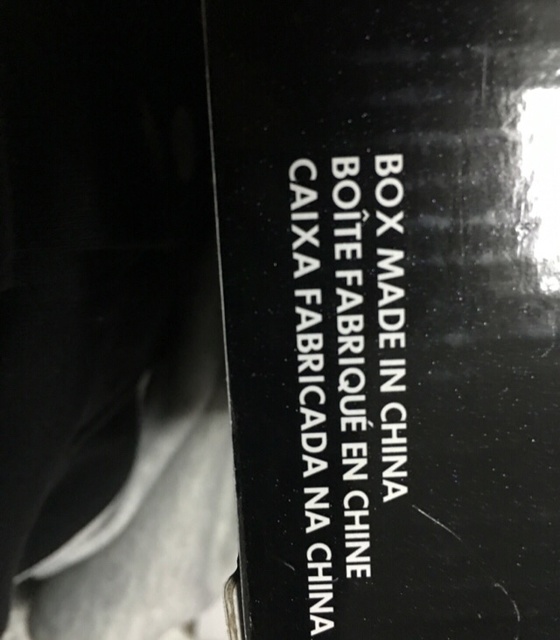 BOX MADE IN CHINA
BOÎTE FABRIQUÉ EN CHINE
CAIXA FABRICADA NA CHINA